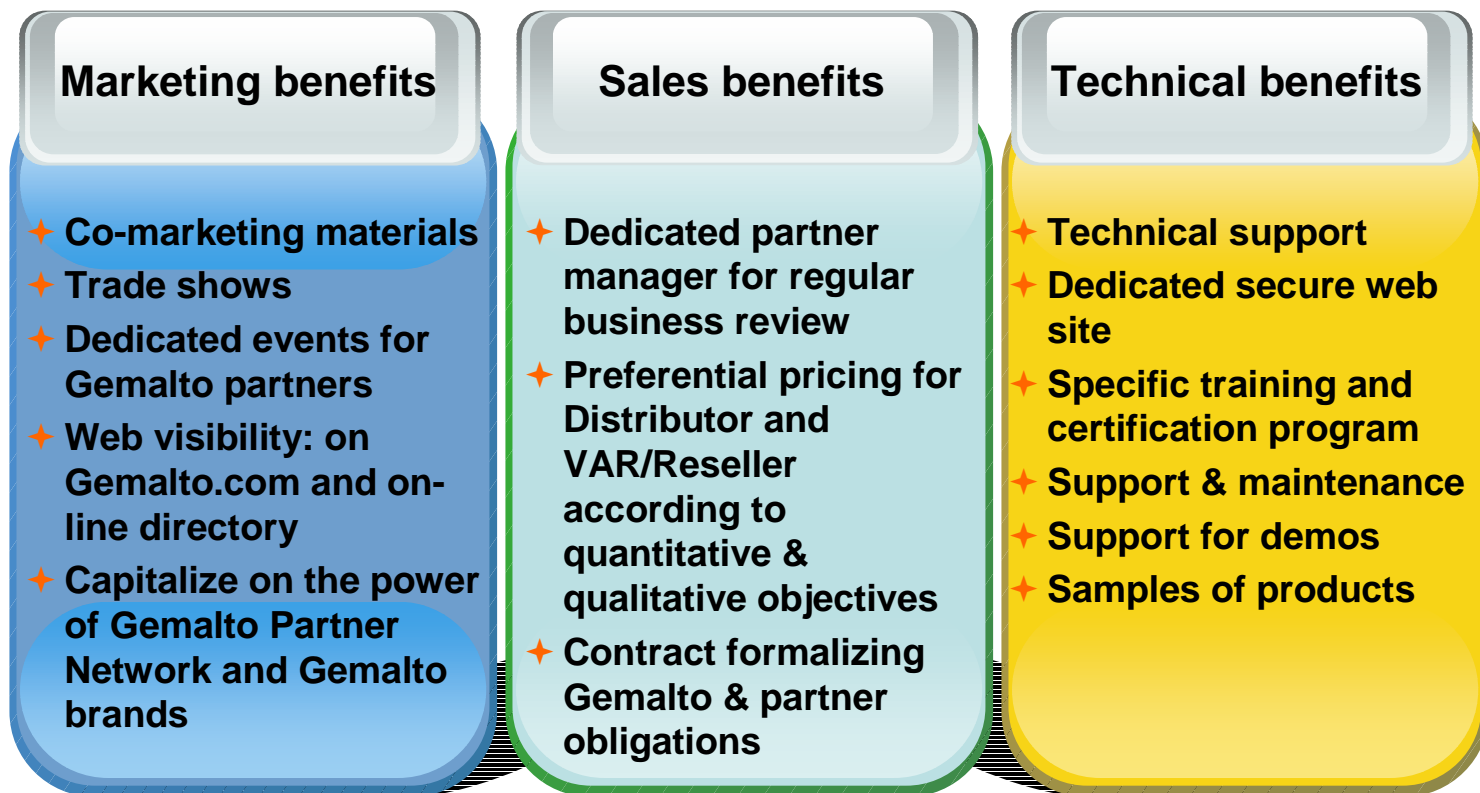 Marketing benefits
Co-marketing materials
Trade shows
Dedicated events for
Gemalto partners
Web visibility: on
Gemalto.com and on-
line directory
Capitalize on the power
of Gemalto Partner
Network and Gemalto
brands
Sales benefits
Dedicated partner
manager for regular
business review
Preferential pricing for
Distributor and
VAR/Reseller
according to
quantitative &
qualitative objectives
Contract formalizing
Gemalto & partner
obligations
Technical benefits
Technical support
Dedicated secure web
site
Specific training and
certification program
Support & maintenance
Support for demos
Samples of products